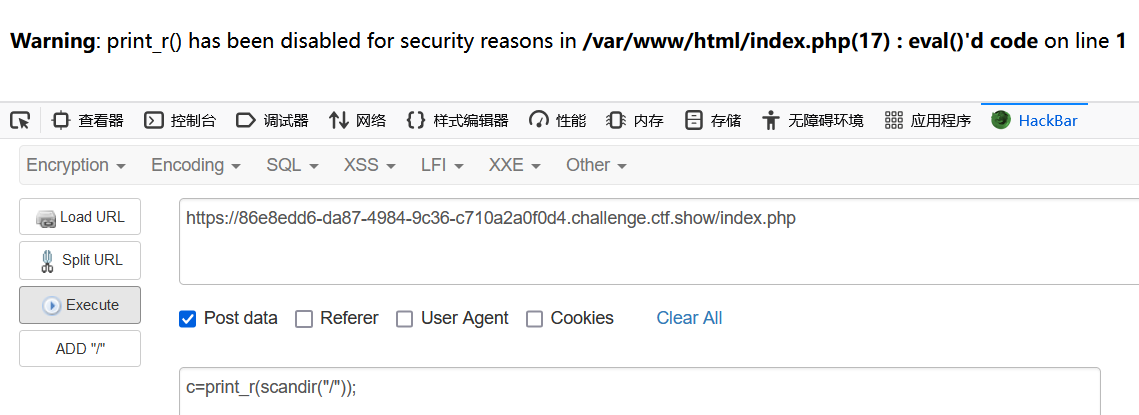 Warning: print_r() has been disabled for security reasons in /var/www/html/index.php(17) : eval()'d code on line 1
查看器 控制台 调试器 网络 样式编辑器 性能 内存 存储 无障碍环境 应用程序 HackBar
Encryption Encoding SQL XSS LFI XXE Other
Load URL https://86e8edd6-da87-4984-9c36-c710a2a0f0d4.challenge.ctf.show/index.php
Split URL
Execute Post data Referer User Agent Cookies Clear All
ADD "/"
c=print_r(scandir("/"));